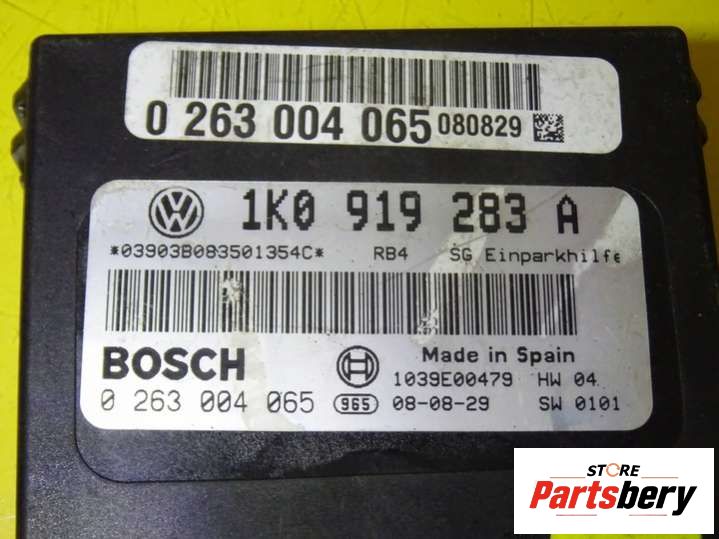 0 263 004 065 080829
VW 1K0 919 283 A
*03903B083501354C* RB4 SG Einparkhilfe
BOSCH Made in Spain
1039E00479 HW 04
0 263 004 065 965 08-08-29 SW 0101
STORE
Partsbery